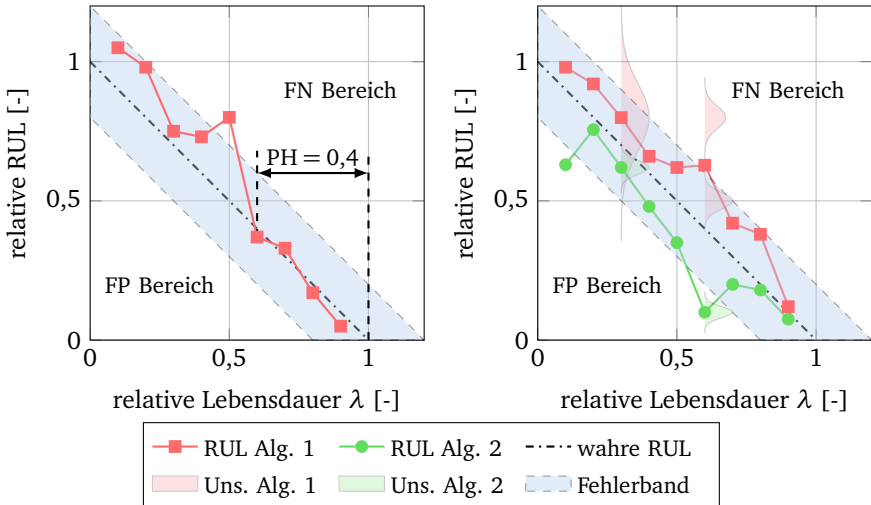 relative RUL [-]
1
0,5
0
0
0,5
1
FN Bereich
PH = 0,4
FP Bereich
relative Lebensdauer λ [-]
relative RUL [-]
1
0,5
0
0
0,5
1
FN Bereich
FP Bereich
relative Lebensdauer λ [-]
RUL Alg. 1 RUL Alg. 2 wahre RUL
Uns. Alg. 1 Uns. Alg. 2 Fehlerband